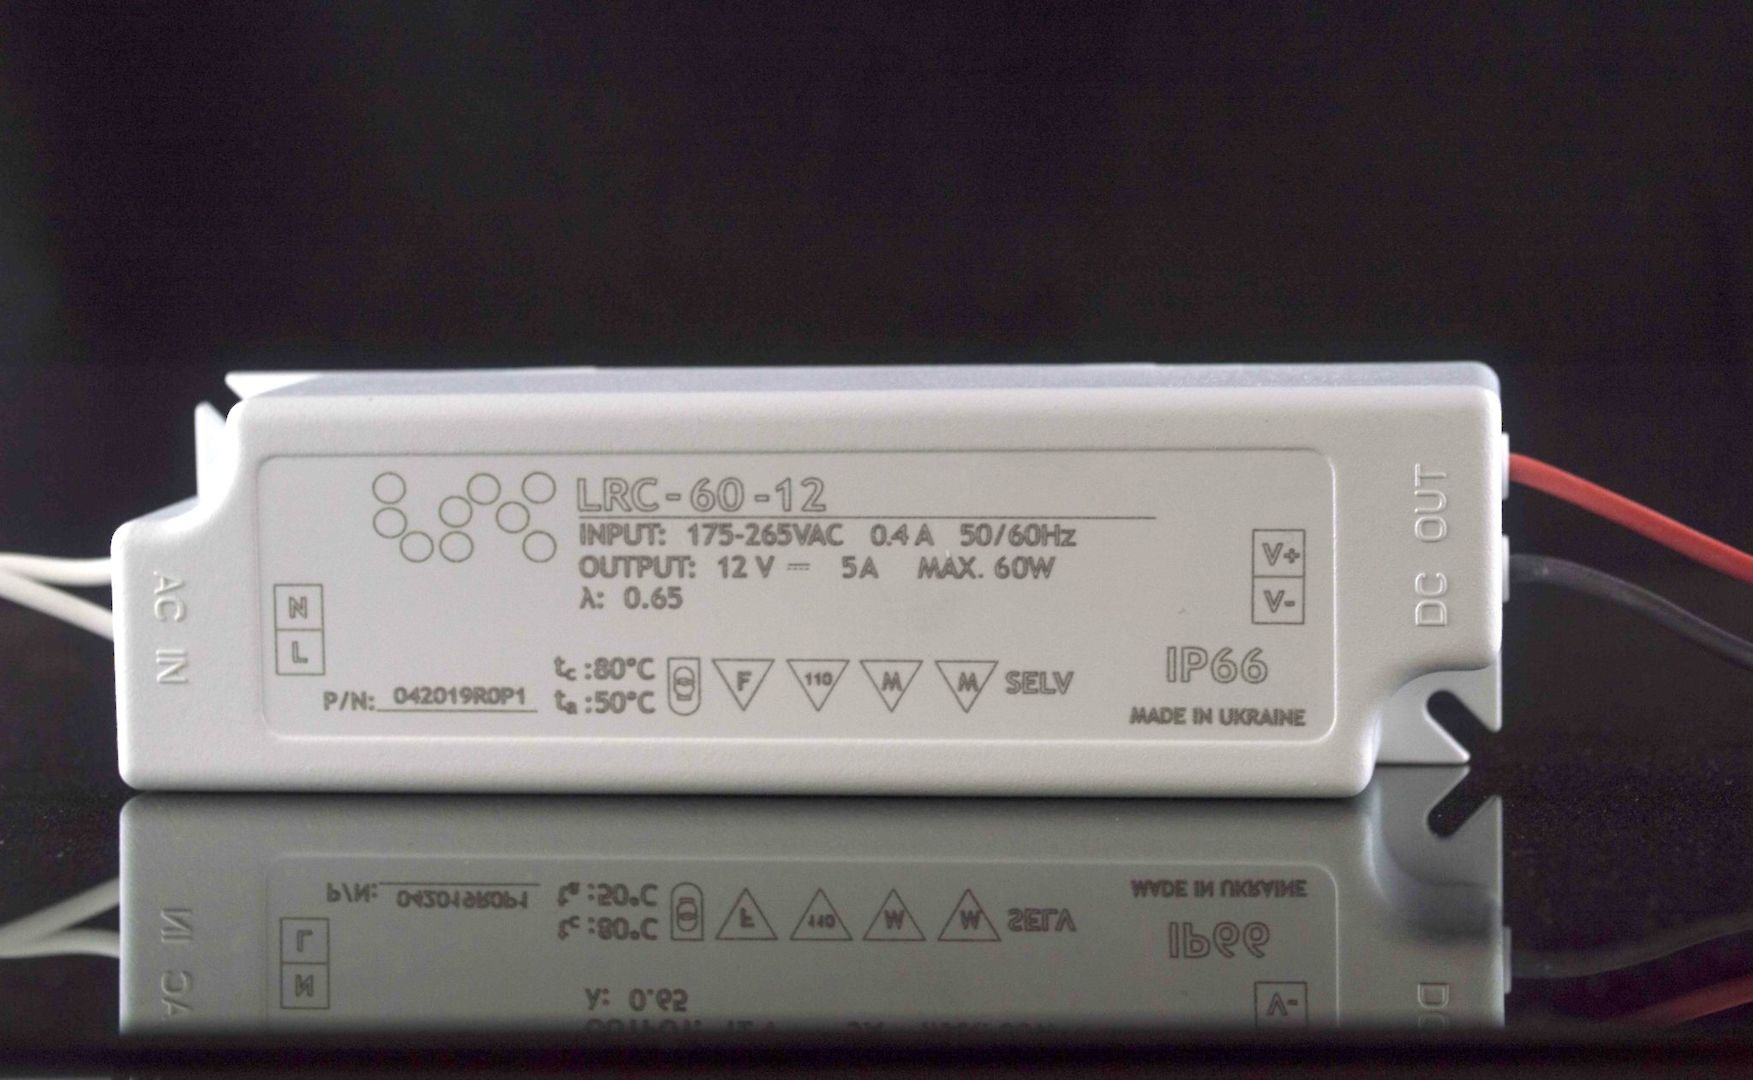 LRC-60-12
INPUT: 175-265VAC 0.4 A 50/60Hz
OUTPUT: 12 V ⎓ 5A MAX. 60W
λ: 0.65
V+
V-
AC IN
N
L
DC OUT
P/N: 042019R0P1
tc :80°C
ta :50°C
F
110
M
M
SELV
IP66
MADE IN UKRAINE